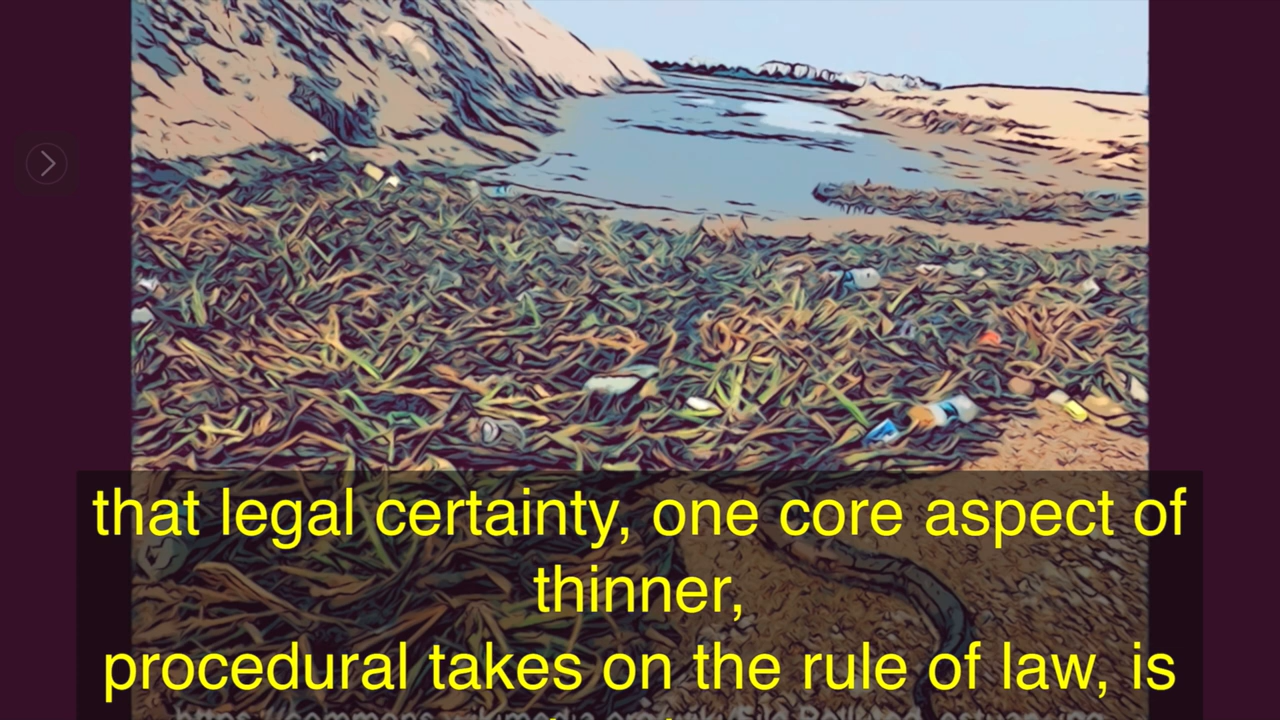 that legal certainty, one core aspect of
thinner,
procedural takes on the rule of law, is